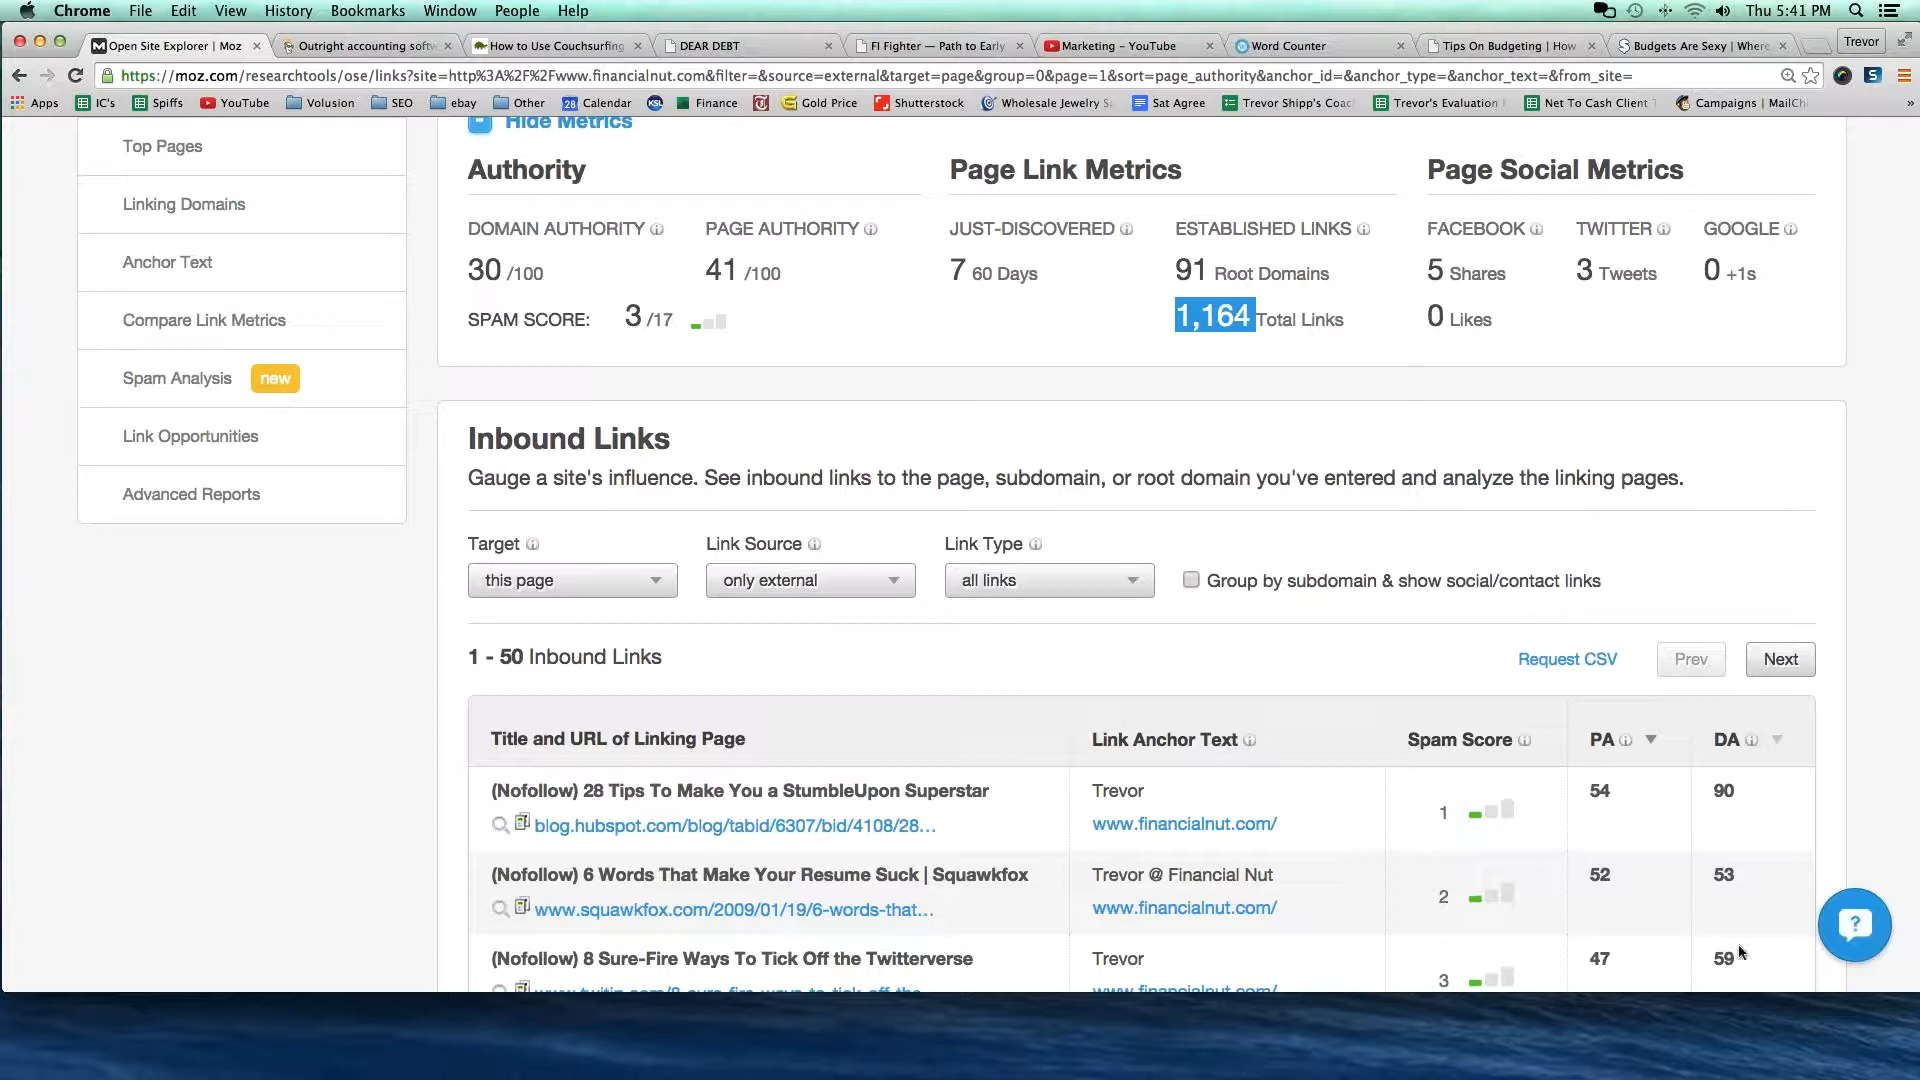 Chrome File Edit View History Bookmarks Window People Help Thu 5:41 PM
Open Site Explorer | Moz Outright accounting softw How to Use Couchsurfing DEAR DEBT FI Fighter — Path to Early Marketing - YouTube Word Counter Tips On Budgeting | How Budgets Are Sexy | Where Trevor
https://moz.com/researchtools/ose/links?site=http%3A%2F%2Fwww.financialnut.com&filter=&source=external&target=page&group=0&page=1&sort=page_authority&anchor_id=&anchor_type=&anchor_text=&from_site=
Apps IC's Spiffs YouTube Volusion SEO ebay Other Calendar KSL Finance Gold Price Shutterstock Wholesale Jewelry S Sat Agree Trevor Shipp's Coac Trevor's Evaluation Net To Cash Client Campaigns | MailCh »
Hide Metrics
Top Pages
Linking Domains
Anchor Text
Compare Link Metrics
Spam Analysis new
Link Opportunities
Advanced Reports
Authority
DOMAIN AUTHORITY PAGE AUTHORITY
30 /100 41 /100
SPAM SCORE: 3 /17
Page Link Metrics
JUST-DISCOVERED ESTABLISHED LINKS
7 60 Days 91 Root Domains
1,164 Total Links
Page Social Metrics
FACEBOOK TWITTER GOOGLE
5 Shares 3 Tweets 0 +1s
0 Likes
Inbound Links
Gauge a site's influence. See inbound links to the page, subdomain, or root domain you've entered and analyze the linking pages.
Target Link Source Link Type
this page only external all links Group by subdomain & show social/contact links
1 - 50 Inbound Links Request CSV Prev Next
Title and URL of Linking Page Link Anchor Text Spam Score PA DA
(Nofollow) 28 Tips To Make You a StumbleUpon Superstar Trevor 54 90
blog.hubspot.com/blog/tabid/6307/bid/4108/28... www.financialnut.com/ 1
(Nofollow) 6 Words That Make Your Resume Suck | Squawkfox Trevor @ Financial Nut 52 53
www.squawkfox.com/2009/01/19/6-words-that... www.financialnut.com/ 2
(Nofollow) 8 Sure-Fire Ways To Tick Off the Twitterverse Trevor 47 59
www.financialnut.com/ 3